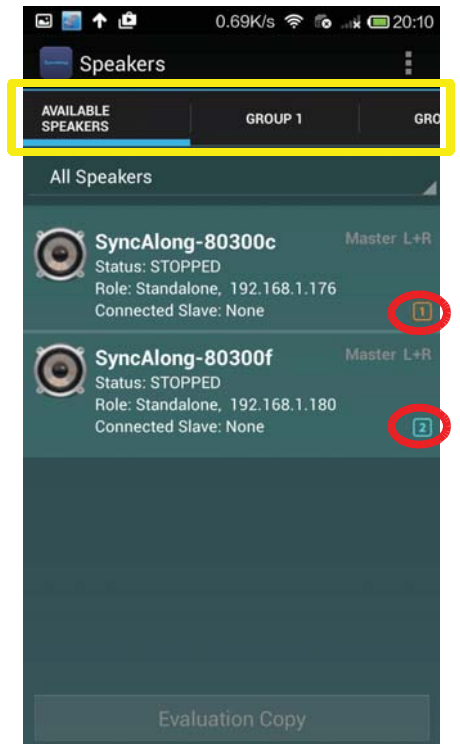 0.69K/s 20:10
Speakers
AVAILABLE SPEAKERS GROUP 1 GRO
All Speakers
SyncAlong-80300c Master L+R
Status: STOPPED
Role: Standalone, 192.168.1.176
Connected Slave: None 1
SyncAlong-80300f Master L+R
Status: STOPPED
Role: Standalone, 192.168.1.180
Connected Slave: None 2
Evaluation Copy